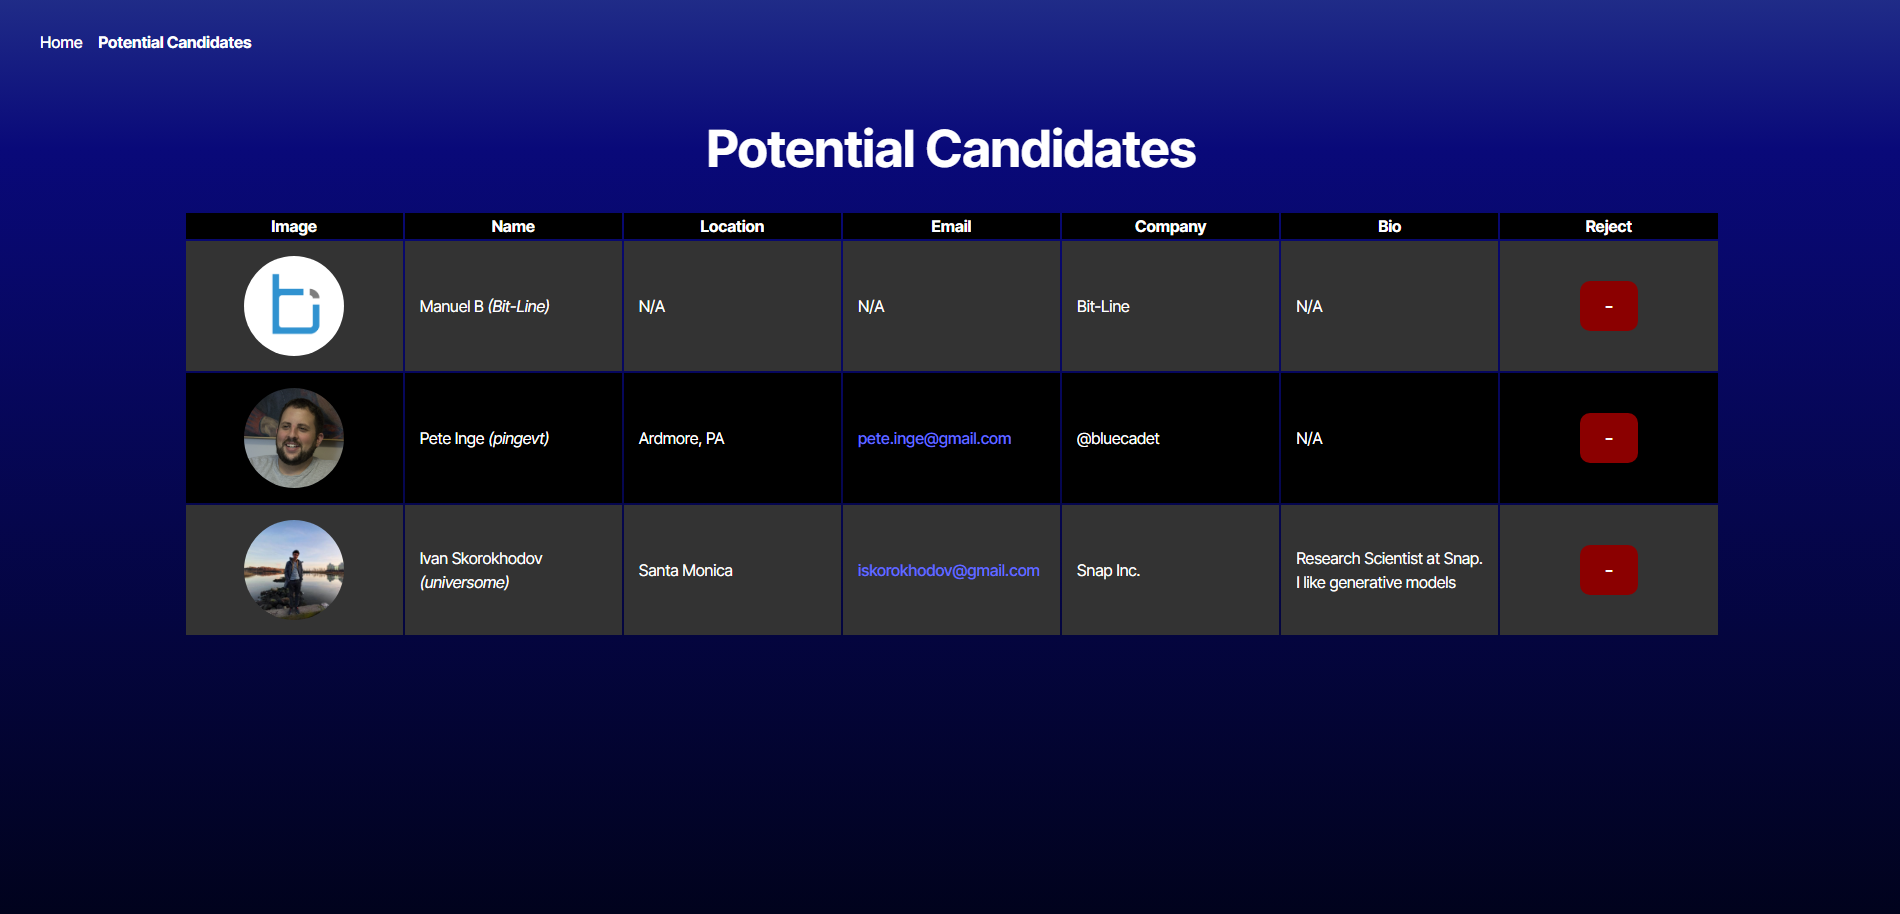 Home Potential Candidates
Potential Candidates
Image Name Location Email Company Bio Reject
Manuel B (Bit-Line) N/A N/A Bit-Line N/A -
Pete Inge (pingevt) Ardmore, PA pete.inge@gmail.com @bluecadet N/A -
Ivan Skorokhodov
(universome)
Santa Monica
iskorokhodov@gmail.com
Snap Inc.
Research Scientist at Snap.
I like generative models
-